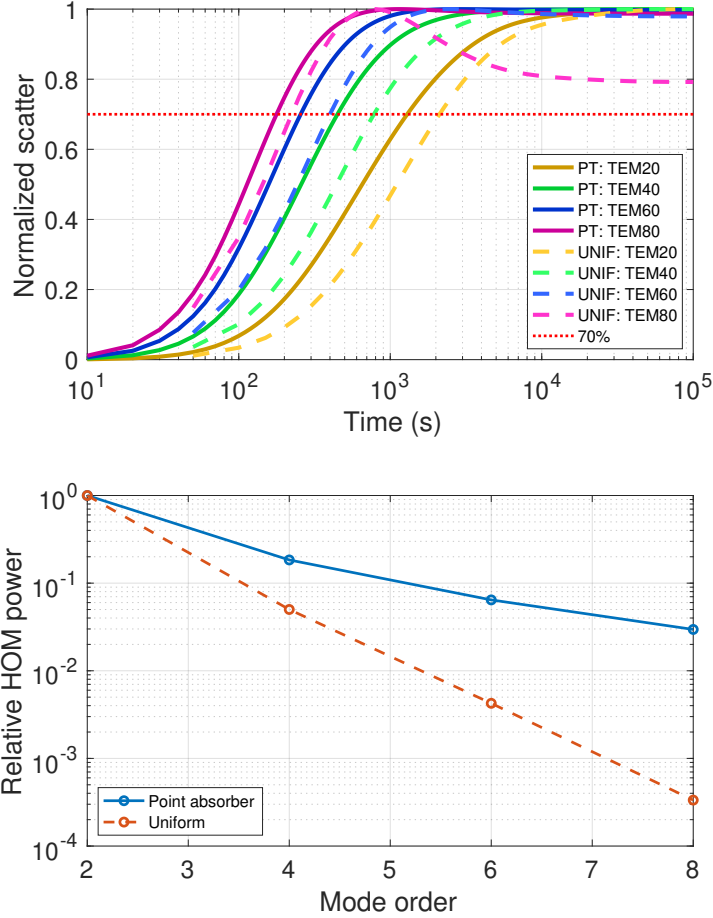 1
0.8
0.6
0.4
0.2
0
Normalized scatter
PT: TEM20
PT: TEM40
PT: TEM60
PT: TEM80
UNIF: TEM20
UNIF: TEM40
UNIF: TEM60
UNIF: TEM80
70%
10^1 10^2 10^3 10^4 10^5
Time (s)
10^0
10^-1
10^-2
10^-3
10^-4
Relative HOM power
Point absorber
Uniform
2 3 4 5 6 7 8
Mode order